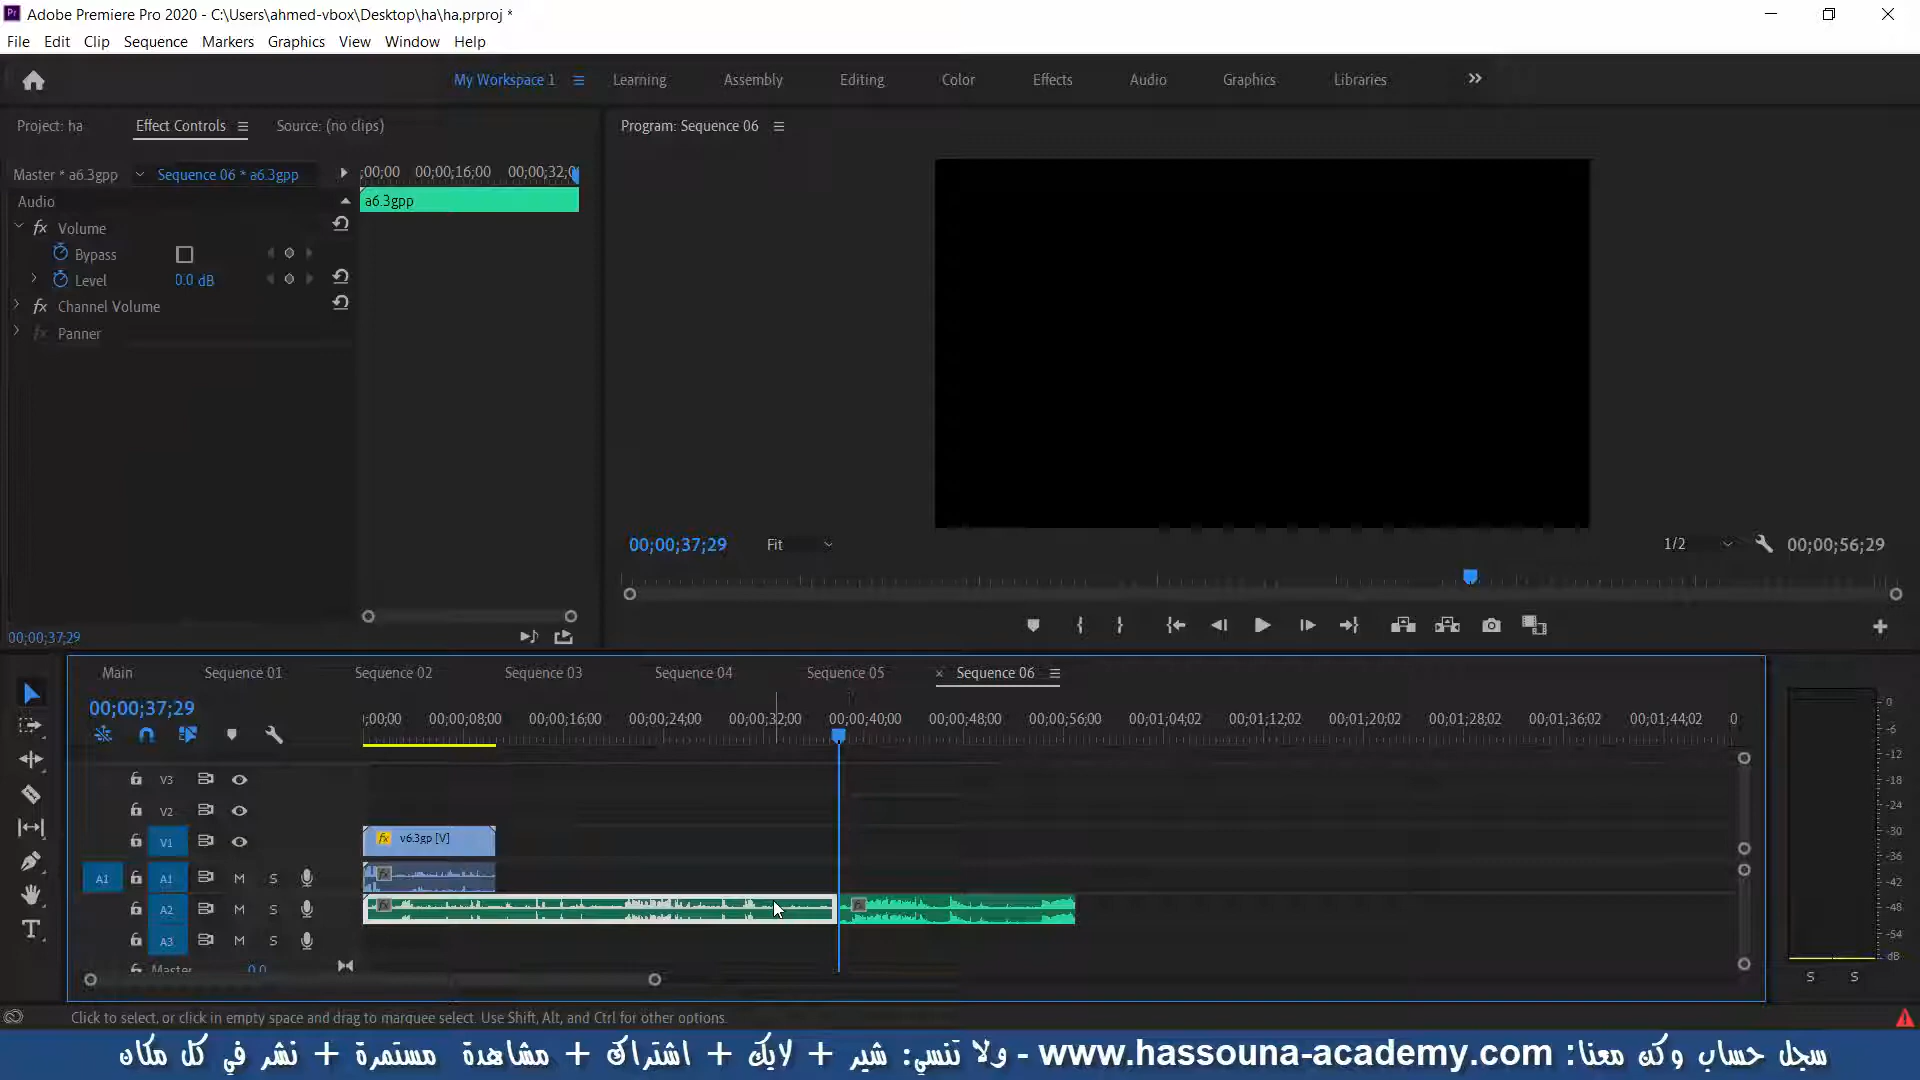 Adobe Premiere Pro 2020 - C:\Users\ahmed-vbox\Desktop\ha\ha.prproj *
File Edit Clip Sequence Markers Graphics View Window Help
My Workspace 1 Learning Assembly Editing Color Effects Audio Graphics Libraries
Project: ha Effect Controls Source: (no clips)
Program: Sequence 06
Master * a6.3gpp Sequence 06 * a6.3gpp
;00;00 00;00;16;00 00;00;32;0
Audio
a6.3gpp
fx Volume
Bypass
Level 0.0 dB
fx Channel Volume
fx Panner
00;00;37;29
00;00;37;29 Fit 1/2 00;00;56;29
Main Sequence 01 Sequence 02 Sequence 03 Sequence 04 Sequence 05 × Sequence 06
00;00;37;29
;00;00 00;00;08;00 00;00;16;00 00;00;24;00 00;00;32;00 00;00;40;00 00;00;48;00 00;00;56;00 00;01;04;02 00;01;12;02 00;01;20;02 00;01;28;02 00;01;36;02 00;01;44;02 0
V3
V2
V1 fx v6.3gp [V]
A1 A1 M S fx
A2 M S fx fx
A3 M S
Master 0.0
0
-6
-12
-18
-24
-30
-36
-42
-48
-54
dB
S S
Click to select, or click in empty space and drag to marquee select. Use Shift, Alt, and Ctrl for other options.
سجل حساب وكن معنا: www.hassouna-academy.com - ولا تنسي: شير + لايك + اشتراك + مشاهدة مستمرة + نشر في كل مكان